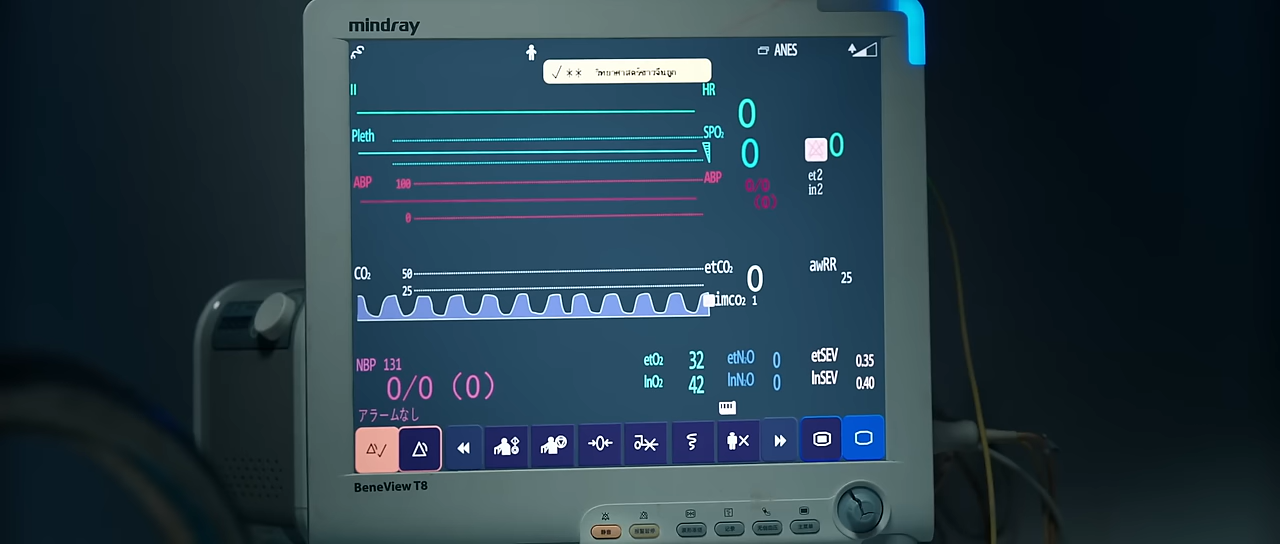 mindray
ANES
II
HR
0
Pleth
SPO₂
0
0
ABP
100
ABP
0/0
(0)
et2
in2
0
CO₂
50
etCO₂
0
awRR
25
25
imco₂ 1
NBP 131
0/0 (0)
etO₂ 32 etN₂O 0 etSEV 0.35
InO₂ 42 InN₂O 0 InSEV 0.40
アラームなし
BeneView T8